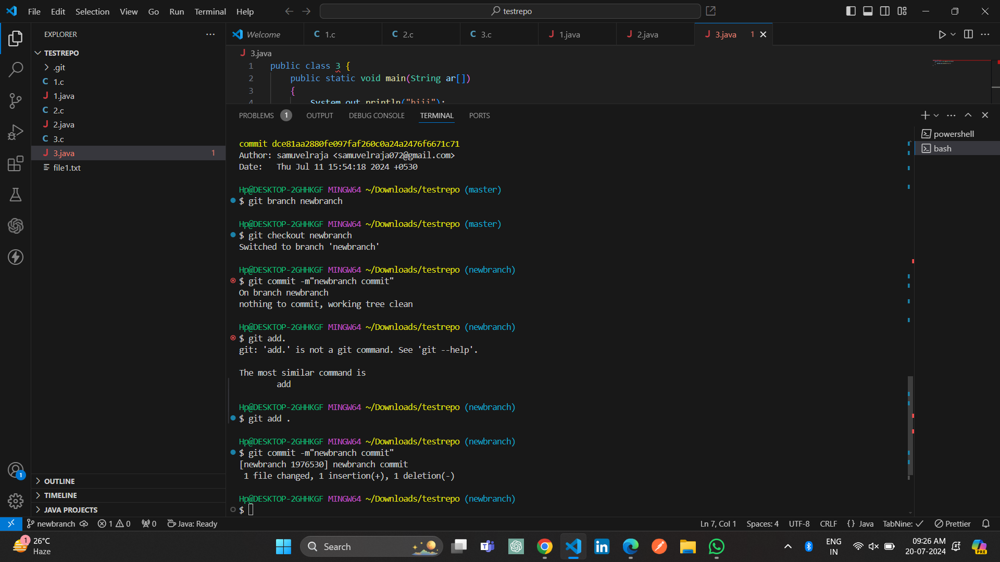 File Edit Selection View Go Run Terminal Help
testrepo
EXPLORER
TESTREPO
.git
1.c
1.java
2.c
2.java
3.c
3.java 1
file1.txt
OUTLINE
TIMELINE
JAVA PROJECTS
Welcome 1.c 2.c 3.c 1.java 2.java 3.java 1
3.java
1 public class 3 {
2 public static void main(String ar[])
3 {
4 System.out.println("hiii");
PROBLEMS 1 OUTPUT DEBUG CONSOLE TERMINAL PORTS
powershell
bash
commit dce81aa2880fe097faf260c0a24a2476f6671c71
Author: samuvelraja <samuvelraja072@gmail.com>
Date:   Thu Jul 11 15:54:18 2024 +0530
Hp@DESKTOP-2GHHKGF MINGW64 ~/Downloads/testrepo (master)
$ git branch newbranch
Hp@DESKTOP-2GHHKGF MINGW64 ~/Downloads/testrepo (master)
$ git checkout newbranch
Switched to branch 'newbranch'
Hp@DESKTOP-2GHHKGF MINGW64 ~/Downloads/testrepo (newbranch)
$ git commit -m"newbranch commit"
On branch newbranch
nothing to commit, working tree clean
Hp@DESKTOP-2GHHKGF MINGW64 ~/Downloads/testrepo (newbranch)
$ git add.
git: 'add.' is not a git command. See 'git --help'.
The most similar command is
add
Hp@DESKTOP-2GHHKGF MINGW64 ~/Downloads/testrepo (newbranch)
$ git add .
Hp@DESKTOP-2GHHKGF MINGW64 ~/Downloads/testrepo (newbranch)
$ git commit -m"newbranch commit"
[newbranch 1976530] newbranch commit
1 file changed, 1 insertion(+), 1 deletion(-)
Hp@DESKTOP-2GHHKGF MINGW64 ~/Downloads/testrepo (newbranch)
$
1
newbranch 1 0 0 Java: Ready Ln 7, Col 1 Spaces: 4 UTF-8 CRLF {} Java TabNine: Prettier
1 26°C
Haze
Search
ENG
IN
09:26 AM
20-07-2024
PRE